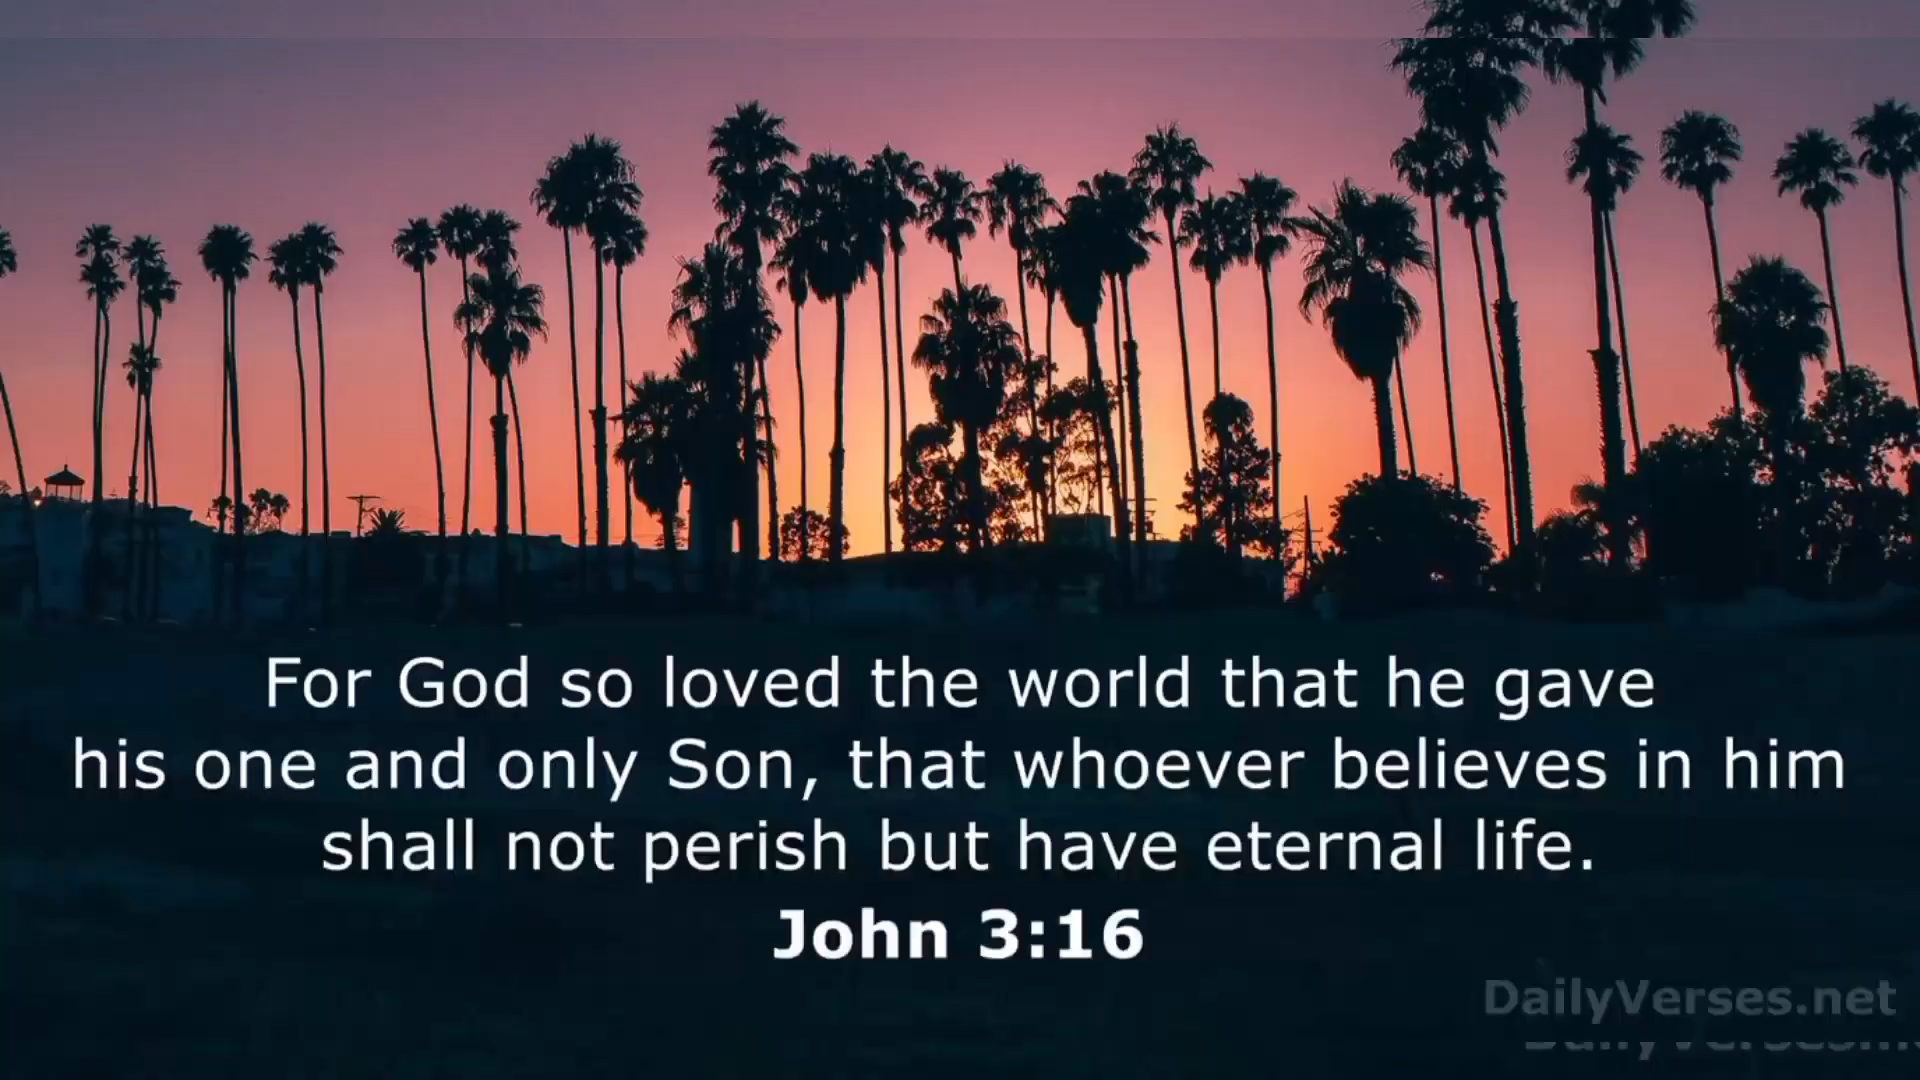 For God so loved the world that he gave
his one and only Son, that whoever believes in him
shall not perish but have eternal life.
John 3:16
DailyVerses.net